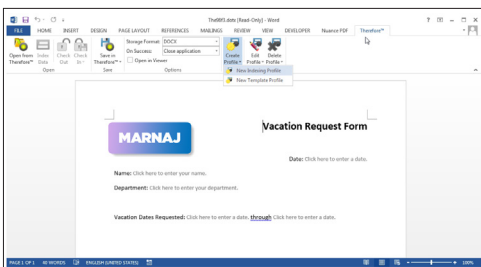 The00I3.dotx [Read-Only] - Word
FILE HOME INSERT DESIGN PAGE LAYOUT REFERENCES MAILINGS REVIEW VIEW DEVELOPER Nuance PDF Therefore™
Storage Format: DOCX
On Success: Close application
Open in Viewer
Open from Therefore™ Index Data Check Out Check In Save in Therefore™ Create Profile Edit Profile Delete Profile
Open Save Options
New Indexing Profile
New Template Profile
MARNAJ
Vacation Request Form
Date: Click here to enter a date.
Name: Click here to enter your name.
Department: Click here to enter your department.
Vacation Dates Requested: Click here to enter a date. through Click here to enter a date.
PAGE 1 OF 1 40 WORDS ENGLISH (UNITED STATES) 100%